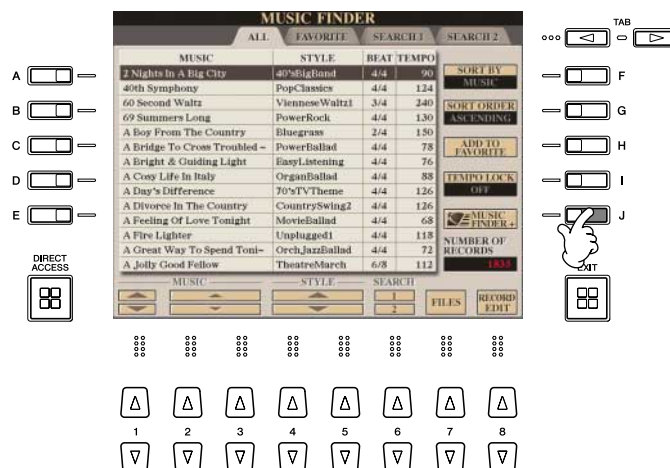 MUSIC FINDER
ALL FAVORITE SEARCH 1 SEARCH 2
TAB
MUSIC STYLE BEAT TEMPO
2 Nights In A Big City 40'sBigBand 4/4 90
40th Symphony PopClassics 4/4 124
60 Second Waltz VienneseWaltz1 3/4 240
69 Summers Long PowerRock 4/4 130
A Boy From The Country Bluegrass 2/4 150
A Bridge To Cross Troubled ~ PowerBallad 4/4 78
A Bright & Guiding Light EasyListening 4/4 76
A Cosy Life In Italy OrganBallad 4/4 88
A Day's Difference 70'sTVTheme 4/4 126
A Divorce In The Country CountrySwing2 4/4 126
A Feeling Of Love Tonight MovieBallad 4/4 68
A Fire Lighter Unplugged1 4/4 118
A Great Way To Spend Toni~ Orch.JazzBallad 4/4 72
A Jolly Good Fellow TheatreMarch 6/8 112
SORT BY
MUSIC
SORT ORDER
ASCENDING
ADD TO
FAVORITE
TEMPO LOCK
OFF
MUSIC
FINDER+
NUMBER OF
RECORDS
1835
A
B
C
D
E
F
G
H
I
J
DIRECT
ACCESS
EXIT
MUSIC STYLE SEARCH
1
2
FILES
RECORD
EDIT
1 2 3 4 5 6 7 8